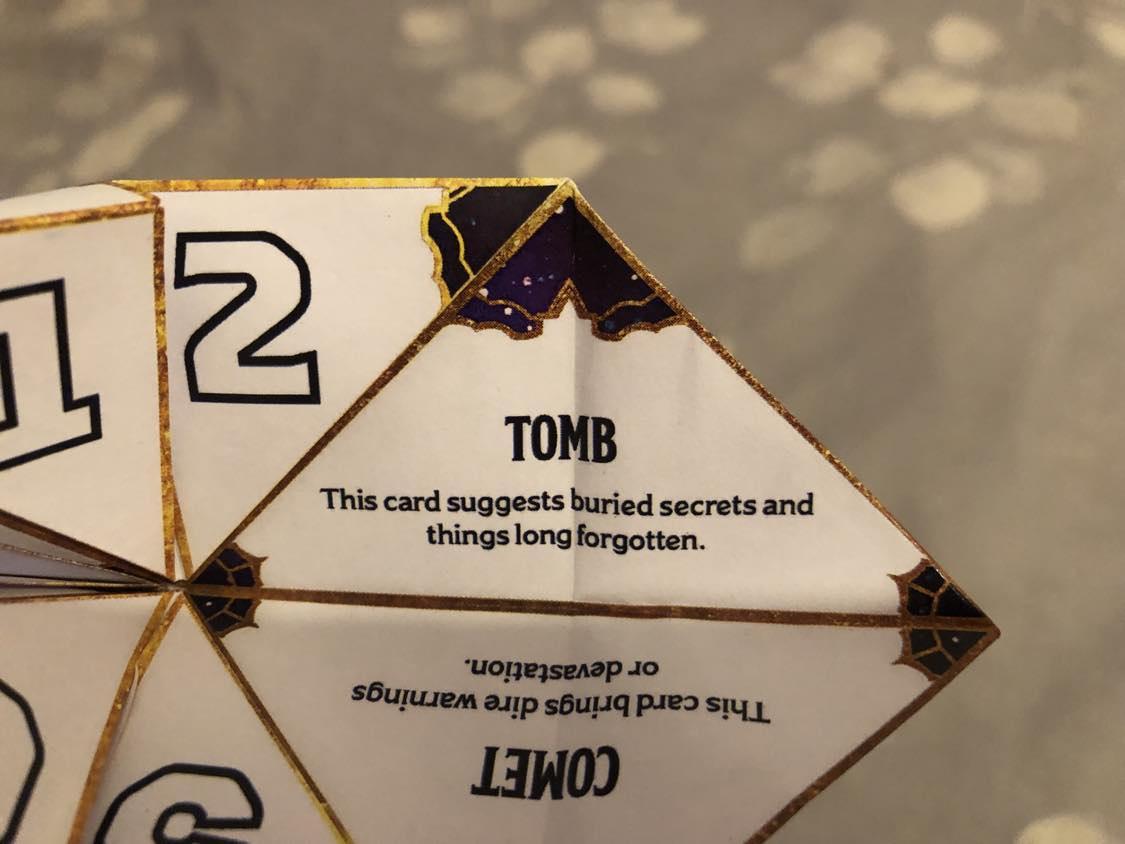 1
2
TOMB
This card suggests buried secrets and
things long forgotten.
COMET
This card brings dire warnings
or devastation.